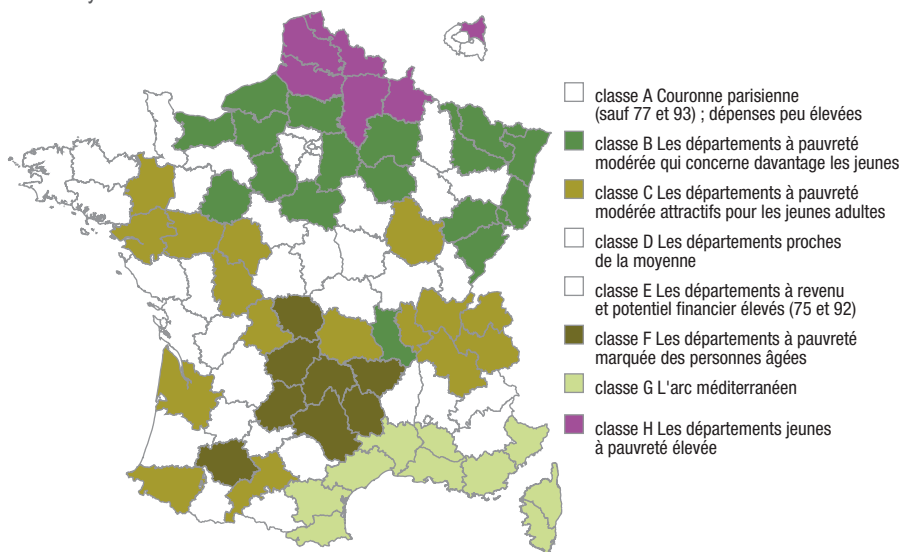 classe A Couronne parisienne
(sauf 77 et 93) ; dépenses peu élevées
classe B Les départements à pauvreté
modérée qui concerne davantage les jeunes
classe C Les départements à pauvreté
modérée attractifs pour les jeunes adultes
classe D Les départements proches
de la moyenne
classe E Les départements à revenu
et potentiel financier élevés (75 et 92)
classe F Les départements à pauvreté
marquée des personnes âgées
classe G L'arc méditerranéen
classe H Les départements jeunes
à pauvreté élevée